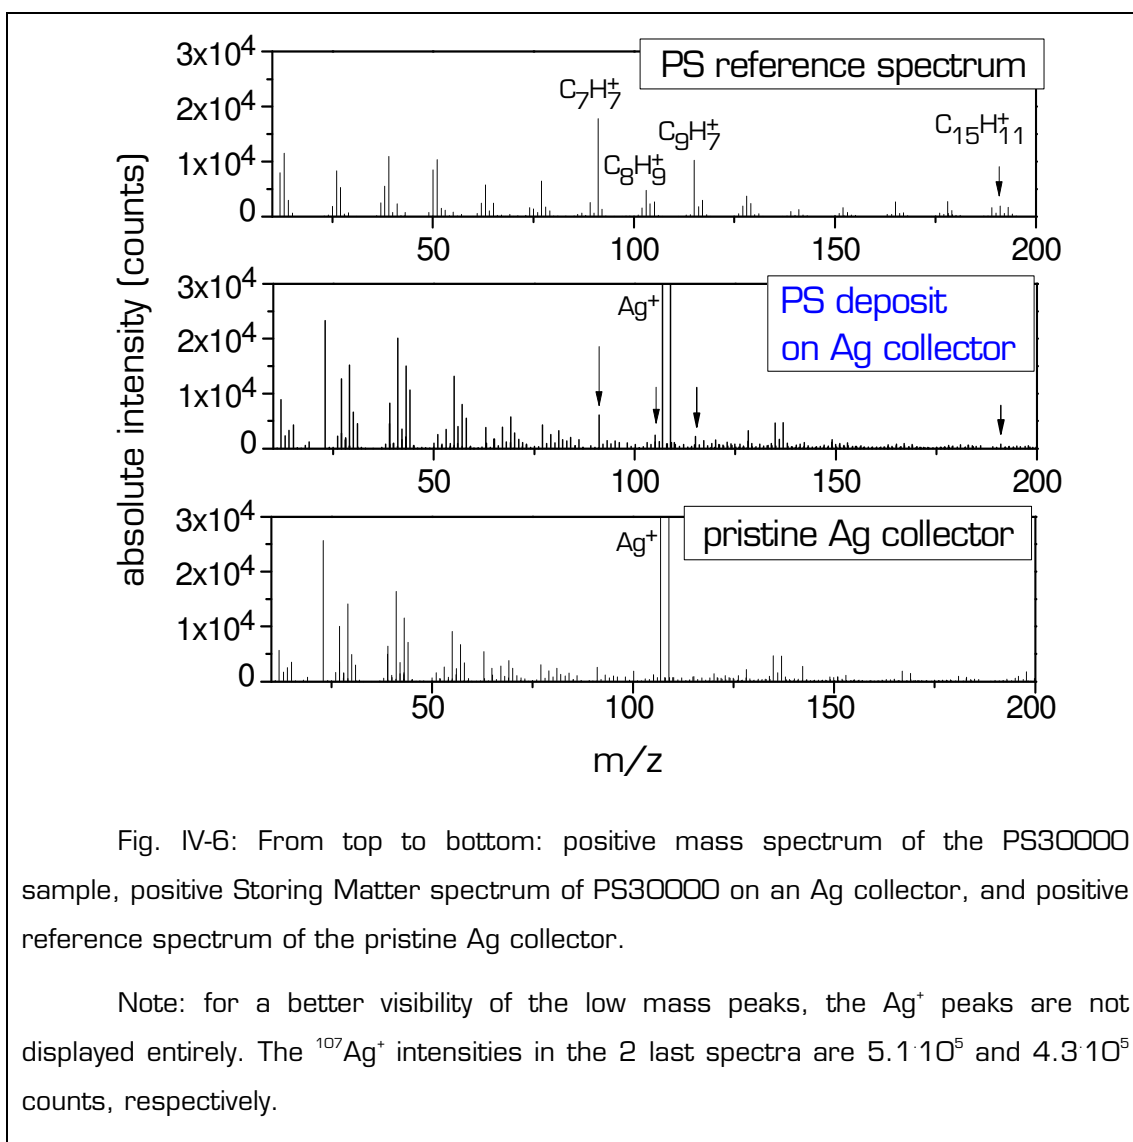 absolute intensity (counts)
3x10⁴
2x10⁴
1x10⁴
0
PS reference spectrum
C₇H₇⁺
C₈H₉⁺
C₉H₇⁺
C₁₅H₁₁⁺
50
100
150
200
3x10⁴
2x10⁴
1x10⁴
0
Ag⁺
PS deposit
on Ag collector
50
100
150
200
3x10⁴
2x10⁴
1x10⁴
0
Ag⁺
pristine Ag collector
50
100
150
200
m/z
Fig. IV-6: From top to bottom: positive mass spectrum of the PS30000
sample, positive Storing Matter spectrum of PS30000 on an Ag collector, and positive
reference spectrum of the pristine Ag collector.
Note: for a better visibility of the low mass peaks, the Ag⁺ peaks are not
displayed entirely. The ¹⁰⁷Ag⁺ intensities in the 2 last spectra are 5.1·10⁵ and 4.3·10⁵
counts, respectively.